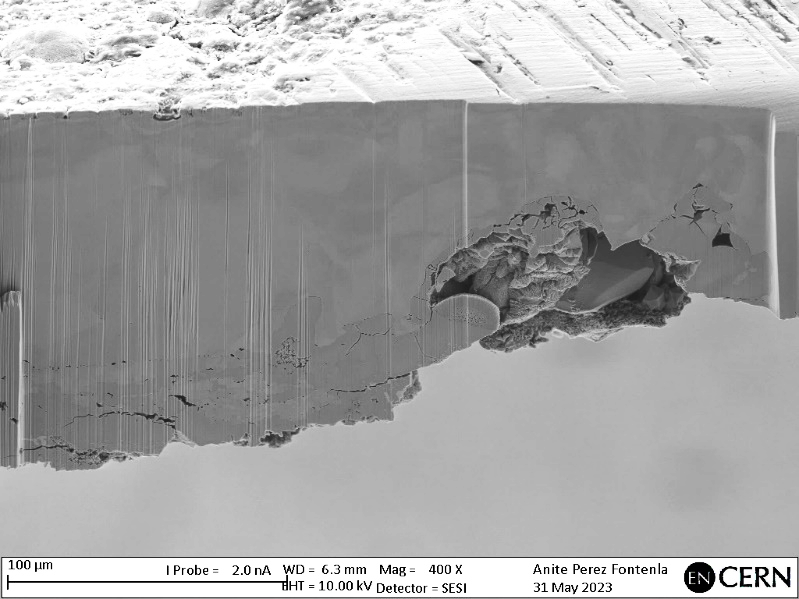 100 µm
I Probe = 2.0 nA WD = 6.3 mm Mag = 400 X
EHT = 10.00 kV Detector = SESI
Anite Perez Fontenla
31 May 2023
EN CERN